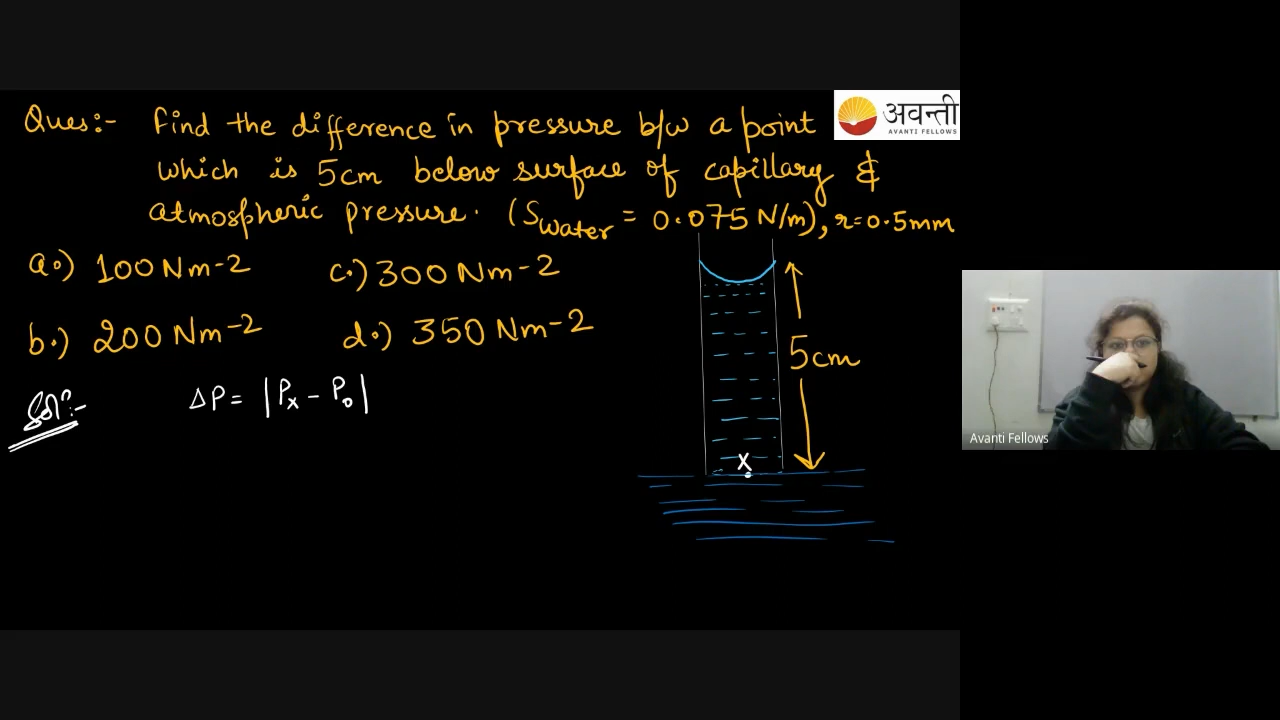 Ques:- Find the difference in pressure b/w a point
which is 5cm below surface of capillary &
atmospheric pressure. (Swater = 0.075 N/m), r=0.5mm
a.) 100 Nm-2 c.) 300 Nm-2
b.) 200 Nm-2 d.) 350 Nm-2
Solⁿ:- ΔP = |Pₓ - P₀|
5cm
x
अवन्ती
AVANTI FELLOWS
Avanti Fellows